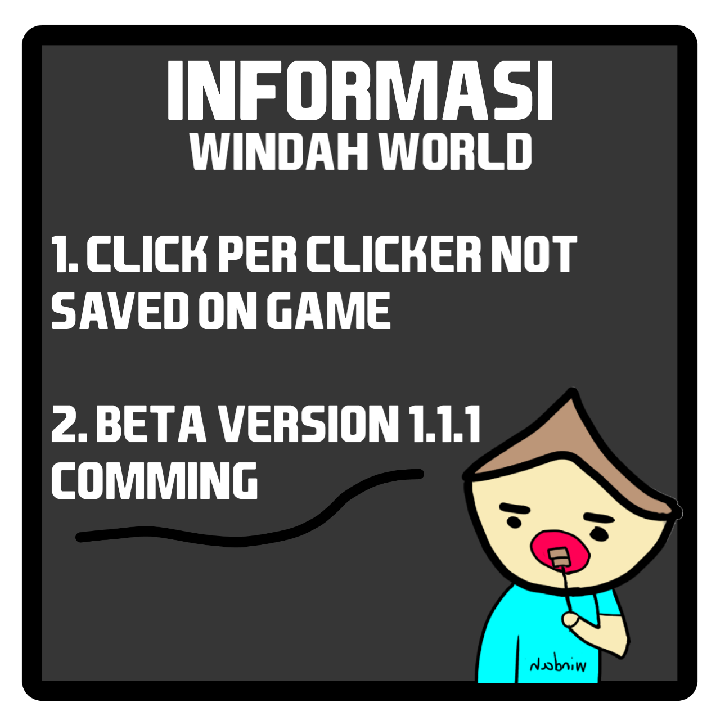 INFORMASI
WINDAH WORLD
1. CLICK PER CLICKER NOT
SAVED ON GAME
2. BETA VERSION 1.1.1
COMMING
windah